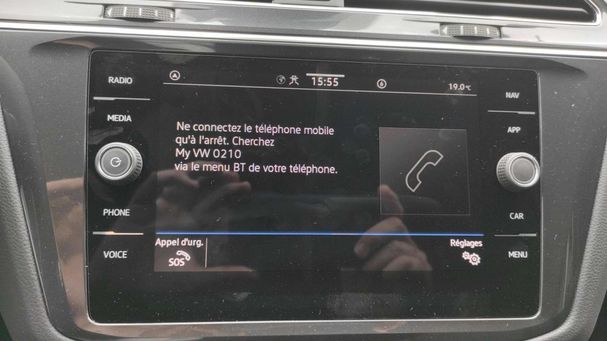 RADIO
15:55
19.0°C
NAV
MEDIA
Ne connectez le téléphone mobile
qu'à l'arrêt. Cherchez
My VW 0210
via le menu BT de votre téléphone.
APP
PHONE
CAR
VOICE
Appel d'urg.
SOS
Réglages
MENU